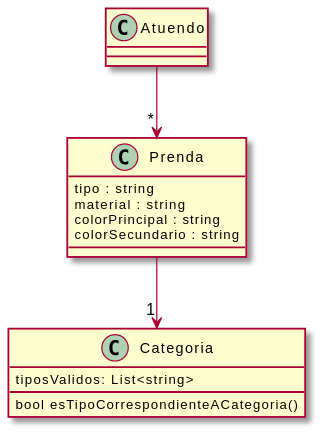 C Atuendo
*
C Prenda
tipo : string
material : string
colorPrincipal : string
colorSecundario : string
1
C Categoria
tiposValidos: List<string>
bool esTipoCorrespondienteACategoria()